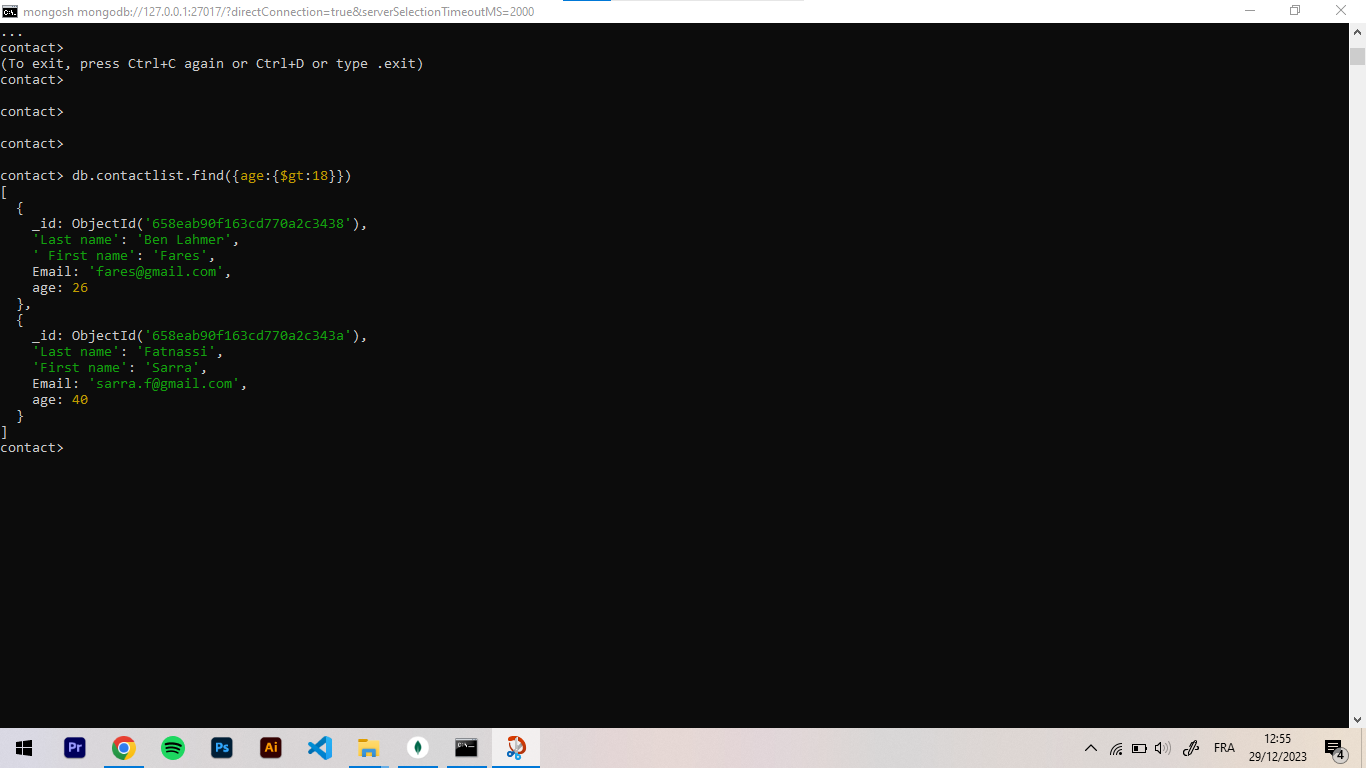 mongosh mongodb://127.0.0.1:27017/?directConnection=true&serverSelectionTimeoutMS=2000
...
contact>
(To exit, press Ctrl+C again or Ctrl+D or type .exit)
contact>
contact>
contact>
contact> db.contactlist.find({age:{$gt:18}})
[
  {
    _id: ObjectId('658eab90f163cd770a2c3438'),
    'Last name': 'Ben Lahmer',
    ' First name': 'Fares',
    Email: 'fares@gmail.com',
    age: 26
  },
  {
    _id: ObjectId('658eab90f163cd770a2c343a'),
    'Last name': 'Fatnassi',
    'First name': 'Sarra',
    Email: 'sarra.f@gmail.com',
    age: 40
  }
]
contact>
Pr
Ps
Ai
FRA
12:55
29/12/2023
4